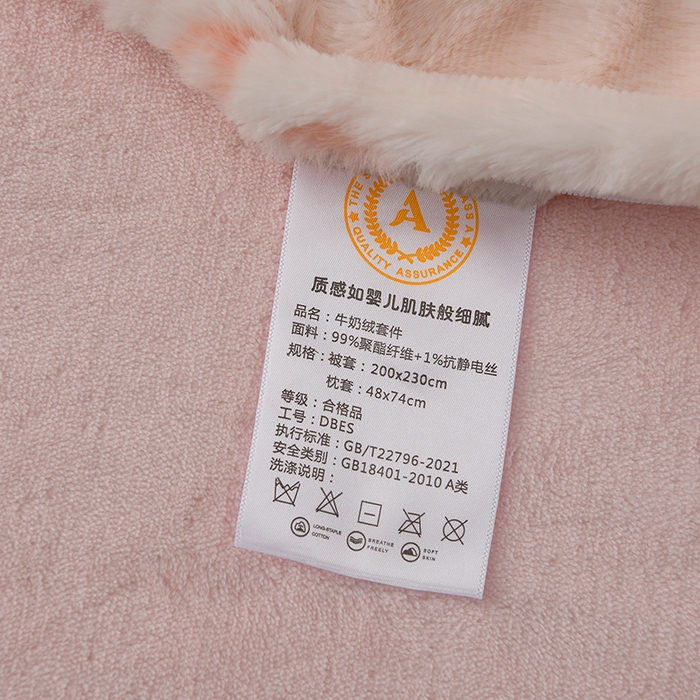 THE S
ASSA
A
QUALITY ASSURANCE
质感如婴儿肌肤般细腻
品名：牛奶绒套件
面料：99%聚酯纤维+1%抗静电丝
规格：被套：200x230cm
枕套：48x74cm
等级：合格品
工号：DBES
执行标准：GB/T22796-2021
安全类别：GB18401-2010 A类
洗涤说明：
LONG-STAPLE
COTTON
BREATHE
FREELY
SOFT
SKIN